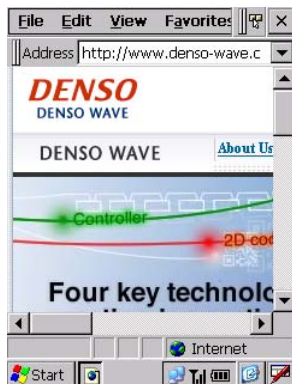 File Edit View Favorites
Address http://www.denso-wave.c
DENSO
DENSO WAVE
DENSO WAVE About Us
Controller
2D cod
Four key technolo
Internet
Start